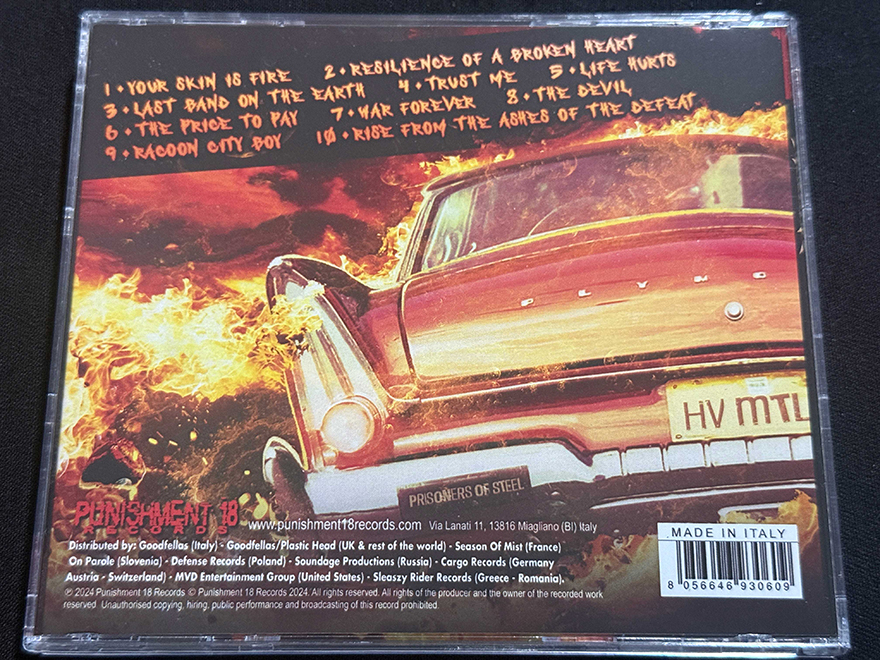 1 • YOUR SKIN IS FIRE 2 • RESILIENCE OF A BROKEN HEART
3 • LAST BAND ON THE EARTH 4 • TRUST ME 5 • LIFE HURTS
6 • THE PRICE TO PAY 7 • WAR FOREVER 8 • THE DEVIL
9 • RACOON CITY BOY 10 • RISE FROM THE ASHES OF THE DEFEAT
PLYMO
HV MTL
PRISONERS OF STEEL
PUNISHMENT 18
RECORDS
www.punishment18records.com Via Lanati 11, 13816 Miagliano (BI) Italy
Distributed by: Goodfellas (Italy) - Goodfellas/Plastic Head (UK & rest of the world) - Season Of Mist (France)
On Parole (Slovenia) - Defense Records (Poland) - Soundage Productions (Russia) - Cargo Records (Germany
Austria - Switzerland) - MVD Entertainment Group (United States) - Sleaszy Rider Records (Greece - Romania).
℗ 2024 Punishment 18 Records © Punishment 18 Records 2024. All rights reserved. All rights of the producer and the owner of the recorded work
reserved. Unauthorised copying, hiring, public performance and broadcasting of this record prohibited.
MADE IN ITALY
8 056646 930609